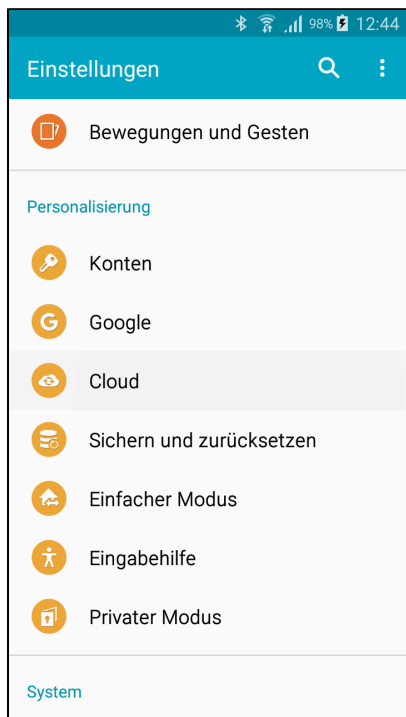 98% 12:44
Einstellungen
Bewegungen und Gesten
Personalisierung
Konten
G Google
Cloud
Sichern und zurücksetzen
Einfacher Modus
Eingabehilfe
Privater Modus
System